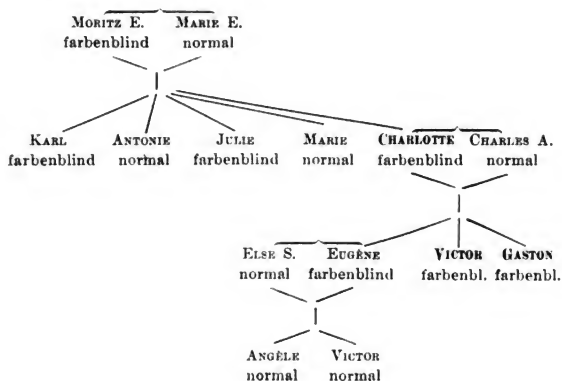 Moritz E. Marie E.
farbenblind normal
Karl Antonie Julie Marie Charlotte Charles A.
farbenblind normal farbenblind normal farbenblind normal
Else S. Eugène Victor Gaston
normal farbenblind farbenbl. farbenbl.
Angèle Victor
normal normal